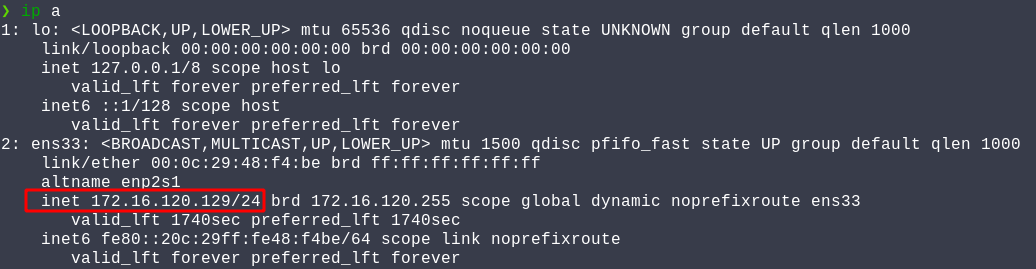 ❯ ip a
1: lo: <LOOPBACK,UP,LOWER_UP> mtu 65536 qdisc noqueue state UNKNOWN group default qlen 1000
    link/loopback 00:00:00:00:00:00 brd 00:00:00:00:00:00
    inet 127.0.0.1/8 scope host lo
       valid_lft forever preferred_lft forever
    inet6 ::1/128 scope host
       valid_lft forever preferred_lft forever
2: ens33: <BROADCAST,MULTICAST,UP,LOWER_UP> mtu 1500 qdisc pfifo_fast state UP group default qlen 1000
    link/ether 00:0c:29:48:f4:be brd ff:ff:ff:ff:ff:ff
    altname enp2s1
    inet 172.16.120.129/24 brd 172.16.120.255 scope global dynamic noprefixroute ens33
       valid_lft 1740sec preferred_lft 1740sec
    inet6 fe80::20c:29ff:fe48:f4be/64 scope link noprefixroute
       valid_lft forever preferred_lft forever